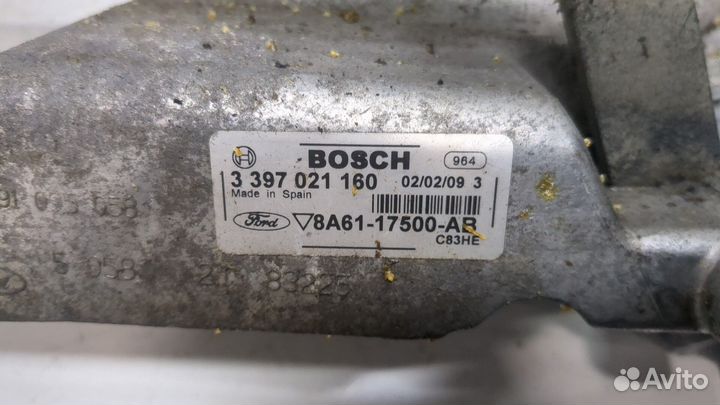 BOSCH 964
3 397 021 160 02/02/09 3
Made in Spain
Ford 8A61-17500-AB
C83HE
83225
Avito